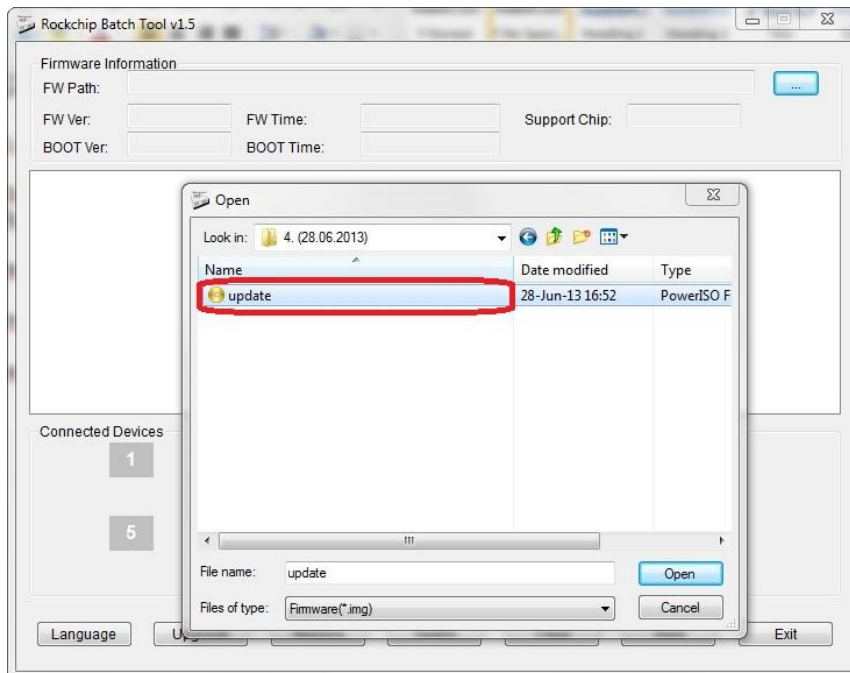 Rockchip Batch Tool v1.5
Firmware Information
FW Path:
...
FW Ver:
FW Time:
Support Chip:
BOOT Ver:
BOOT Time:
Open
Look in: 4. (28.06.2013)
Name Date modified Type
update 28-Jun-13 16:52 PowerISO F
Connected Devices
1
5
File name: update Open
Files of type: Firmware(*.img) Cancel
Language
Exit